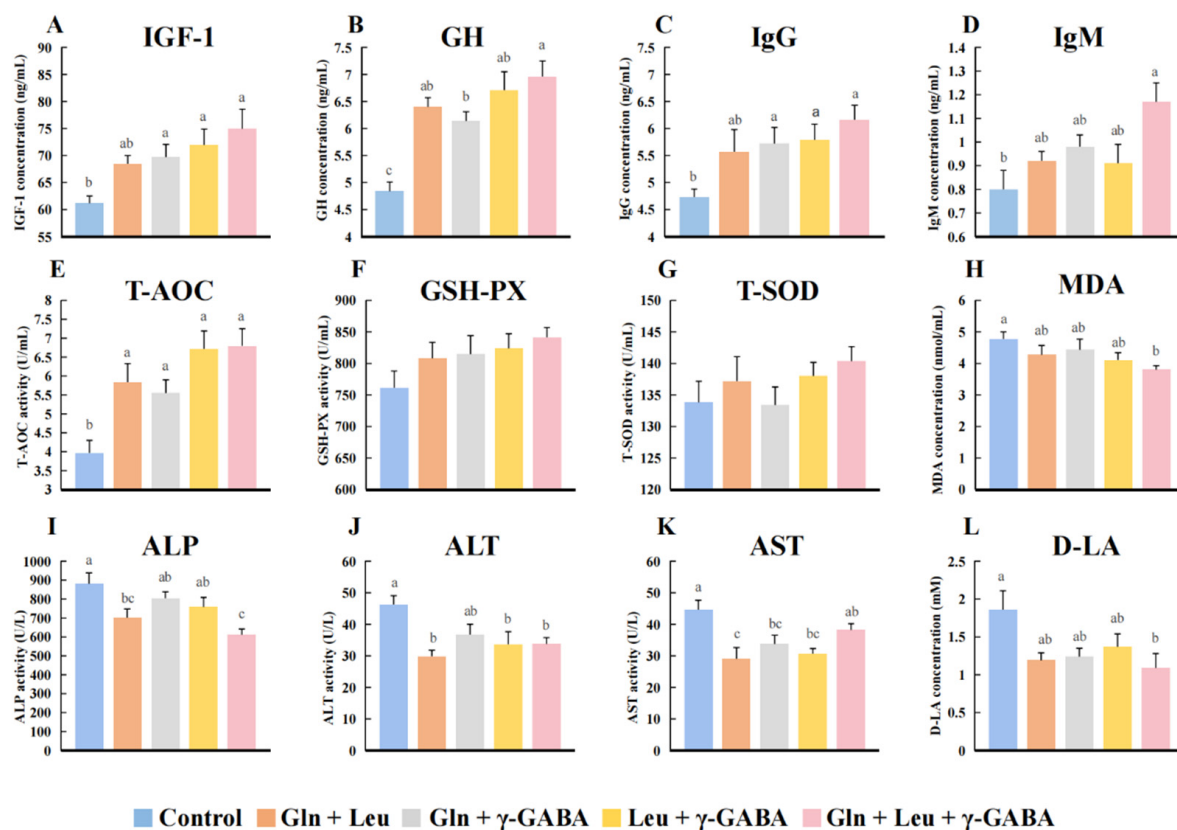 A IGF-1
IGF-1 concentration (ng/mL)
90
85
80
75
70
65
60
55
b
ab
a
a
a
B GH
GH concentration (ng/mL)
7.5
7
6.5
6
5.5
5
4.5
4
c
ab
b
ab
a
C IgG
IgG concentration (ng/mL)
7.5
7
6.5
6
5.5
5
4.5
4
b
ab
a
a
a
D IgM
IgM concentration (ng/mL)
1.4
1.3
1.2
1.1
1
0.9
0.8
0.7
0.6
b
ab
ab
ab
a
E T-AOC
T-AOC activity (U/mL)
8
7.5
7
6.5
6
5.5
5
4.5
4
3.5
3
b
a
a
a
a
F GSH-PX
GSH-PX activity (U/mL)
900
850
800
750
700
650
600
G T-SOD
T-SOD activity (U/mL)
150
145
140
135
130
125
120
H MDA
MDA concentration (nmol/mL)
6
5
4
3
2
1
0
a
ab
ab
ab
b
I ALP
ALP activity (U/L)
1000
900
800
700
600
500
400
300
200
100
0
a
bc
ab
ab
c
J ALT
ALT activity (U/L)
60
50
40
30
20
10
0
a
b
ab
b
b
K AST
AST activity (U/L)
60
50
40
30
20
10
0
a
c
bc
bc
ab
L D-LA
D-LA concentration (mM)
2.5
2
1.5
1
0.5
0
a
ab
ab
ab
b
Control Gln + Leu Gln + γ-GABA Leu + γ-GABA Gln + Leu + γ-GABA